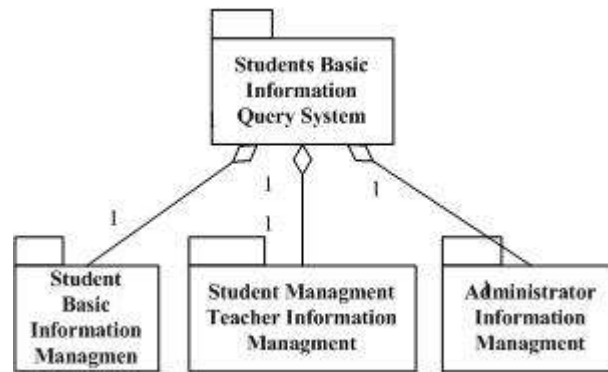 Students Basic
Information
Query System
1
1
1
1
Student
Basic
Information
Managmen
Student Managment
Teacher Information
Managment
Administrator
Information
Managment